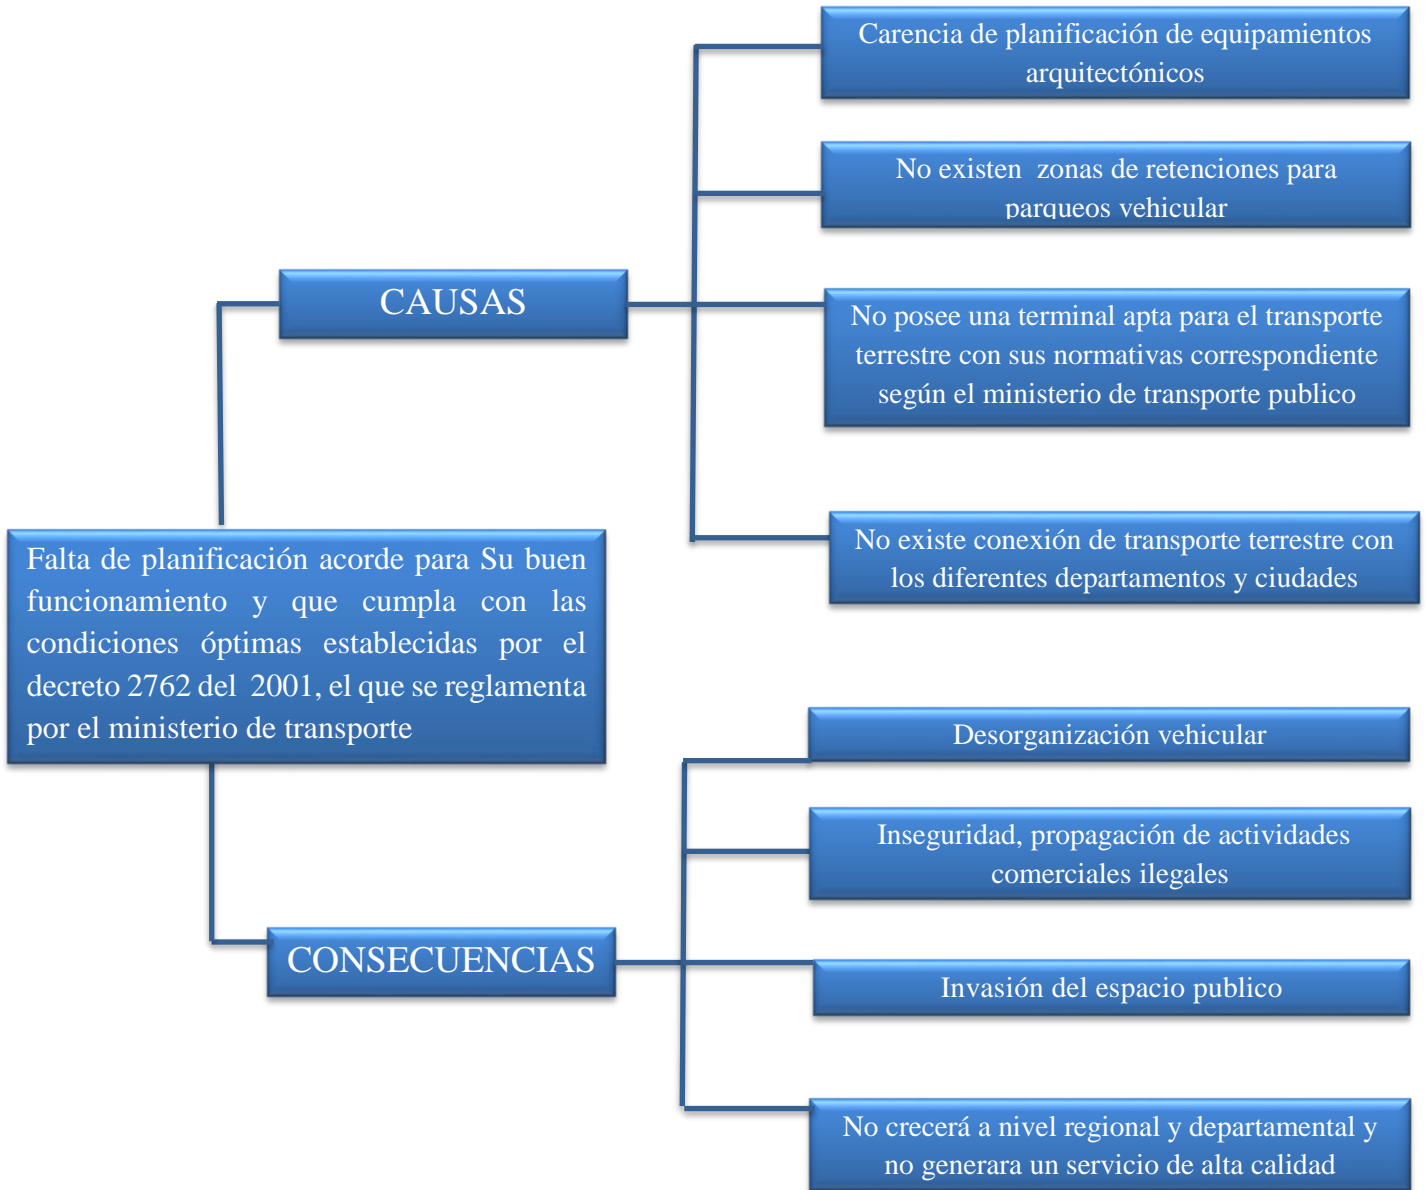 Carencia de planificación de equipamientos
arquitectónicos
No existen  zonas de retenciones para
parqueos vehicular
CAUSAS
No posee una terminal apta para el transporte
terrestre con sus normativas correspondiente
según el ministerio de transporte publico
No existe conexión de transporte terrestre con
los diferentes departamentos y ciudades
Falta de planificación acorde para Su buen
funcionamiento y que cumpla con las
condiciones óptimas establecidas por el
decreto 2762 del  2001, el que se reglamenta
por el ministerio de transporte
Desorganización vehicular
Inseguridad, propagación de actividades
comerciales ilegales
CONSECUENCIAS
Invasión del espacio publico
No crecerá a nivel regional y departamental y
no generara un servicio de alta calidad